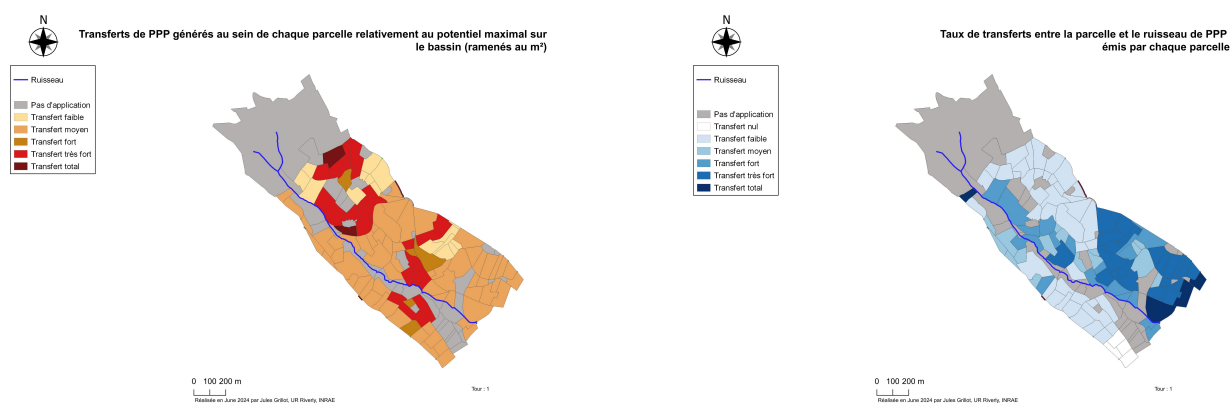 N
Transferts de PPP générés au sein de chaque parcelle relativement au potentiel maximal sur
le bassin (ramenés au m²)
Ruisseau
Pas d'application
Transfert faible
Transfert moyen
Transfert fort
Transfert très fort
Transfert total
0 100 200 m
Tour : 1
Réalisée en June 2024 par Jules Grillot, UR Riverly, INRAE
N
Taux de transferts entre la parcelle et le ruisseau de PPP
émis par chaque parcelle
Ruisseau
Pas d'application
Transfert nul
Transfert faible
Transfert moyen
Transfert fort
Transfert très fort
Transfert total
0 100 200 m
Tour : 1
Réalisée en June 2024 par Jules Grillot, UR Riverly, INRAE